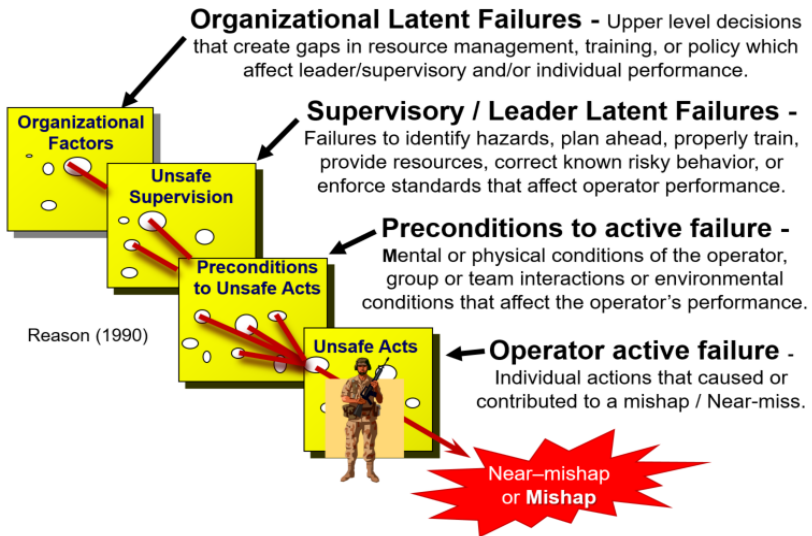 Organizational Latent Failures - Upper level decisions
that create gaps in resource management, training, or policy which
affect leader/supervisory and/or individual performance.
Organizational
Factors
Supervisory / Leader Latent Failures -
Failures to identify hazards, plan ahead, properly train,
provide resources, correct known risky behavior, or
enforce standards that affect operator performance.
Unsafe
Supervision
Preconditions to active failure -
Mental or physical conditions of the operator,
group or team interactions or environmental
conditions that affect the operator's performance.
Preconditions
to Unsafe Acts
Reason (1990)
Unsafe Acts
Operator active failure -
Individual actions that caused or
contributed to a mishap / Near-miss.
Near–mishap
or Mishap